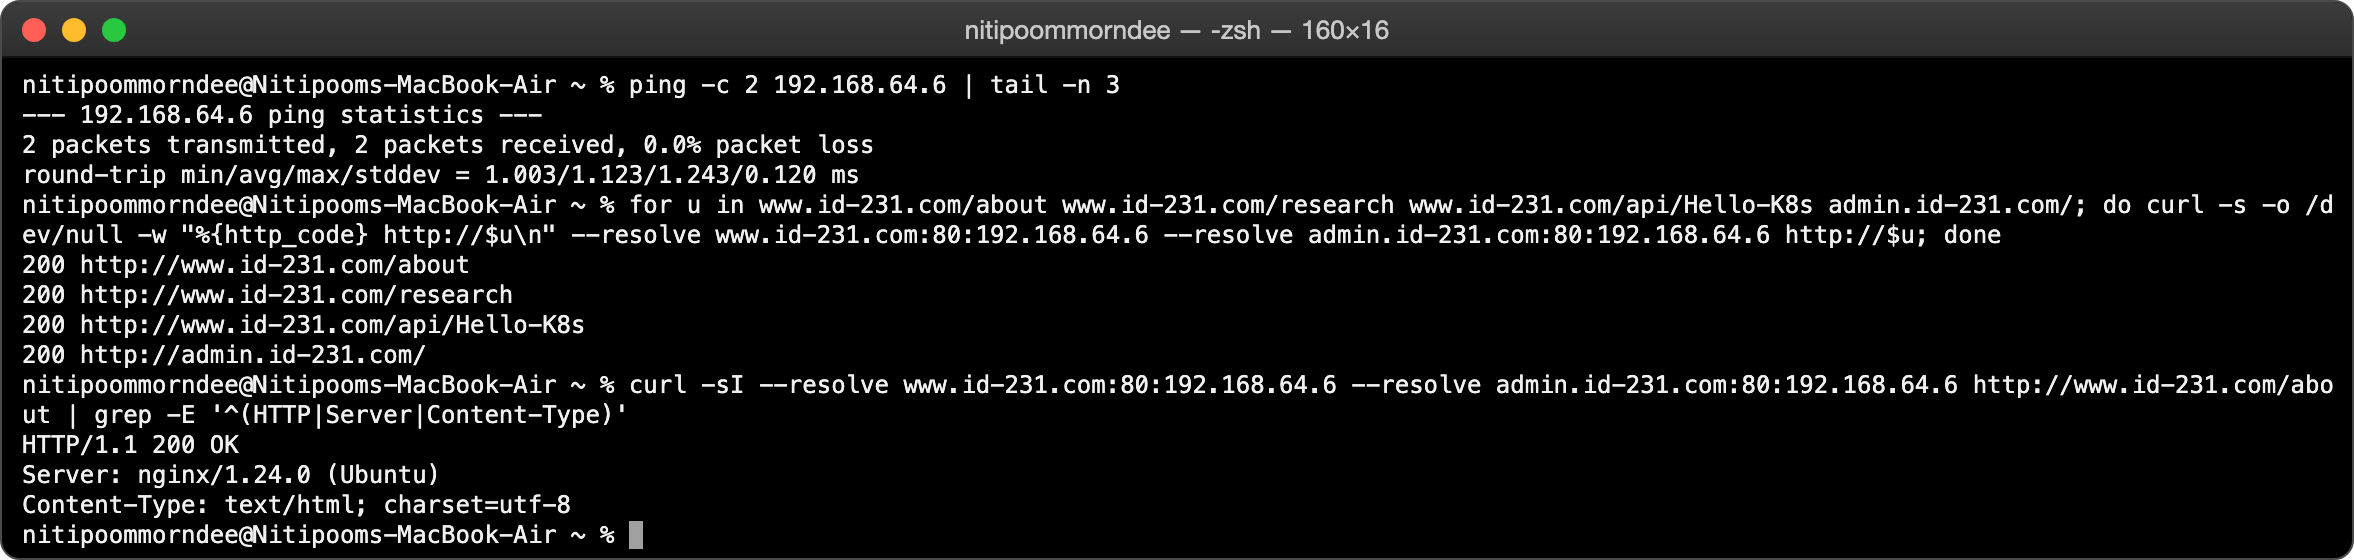 nitipoommorndee — -zsh — 160×16
nitipoommorndee@Nitipooms-MacBook-Air ~ % ping -c 2 192.168.64.6 | tail -n 3
--- 192.168.64.6 ping statistics ---
2 packets transmitted, 2 packets received, 0.0% packet loss
round-trip min/avg/max/stddev = 1.003/1.123/1.243/0.120 ms
nitipoommorndee@Nitipooms-MacBook-Air ~ % for u in www.id-231.com/about www.id-231.com/research www.id-231.com/api/Hello-K8s admin.id-231.com/; do curl -s -o /d
ev/null -w "%{http_code} http://$u\n" --resolve www.id-231.com:80:192.168.64.6 --resolve admin.id-231.com:80:192.168.64.6 http://$u; done
200 http://www.id-231.com/about
200 http://www.id-231.com/research
200 http://www.id-231.com/api/Hello-K8s
200 http://admin.id-231.com/
nitipoommorndee@Nitipooms-MacBook-Air ~ % curl -sI --resolve www.id-231.com:80:192.168.64.6 --resolve admin.id-231.com:80:192.168.64.6 http://www.id-231.com/abo
ut | grep -E '^(HTTP|Server|Content-Type)'
HTTP/1.1 200 OK
Server: nginx/1.24.0 (Ubuntu)
Content-Type: text/html; charset=utf-8
nitipoommorndee@Nitipooms-MacBook-Air ~ %